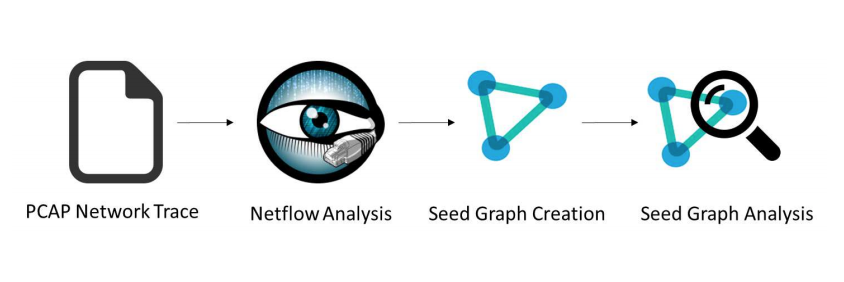 PCAP Network Trace
Netflow Analysis
Seed Graph Creation
Seed Graph Analysis